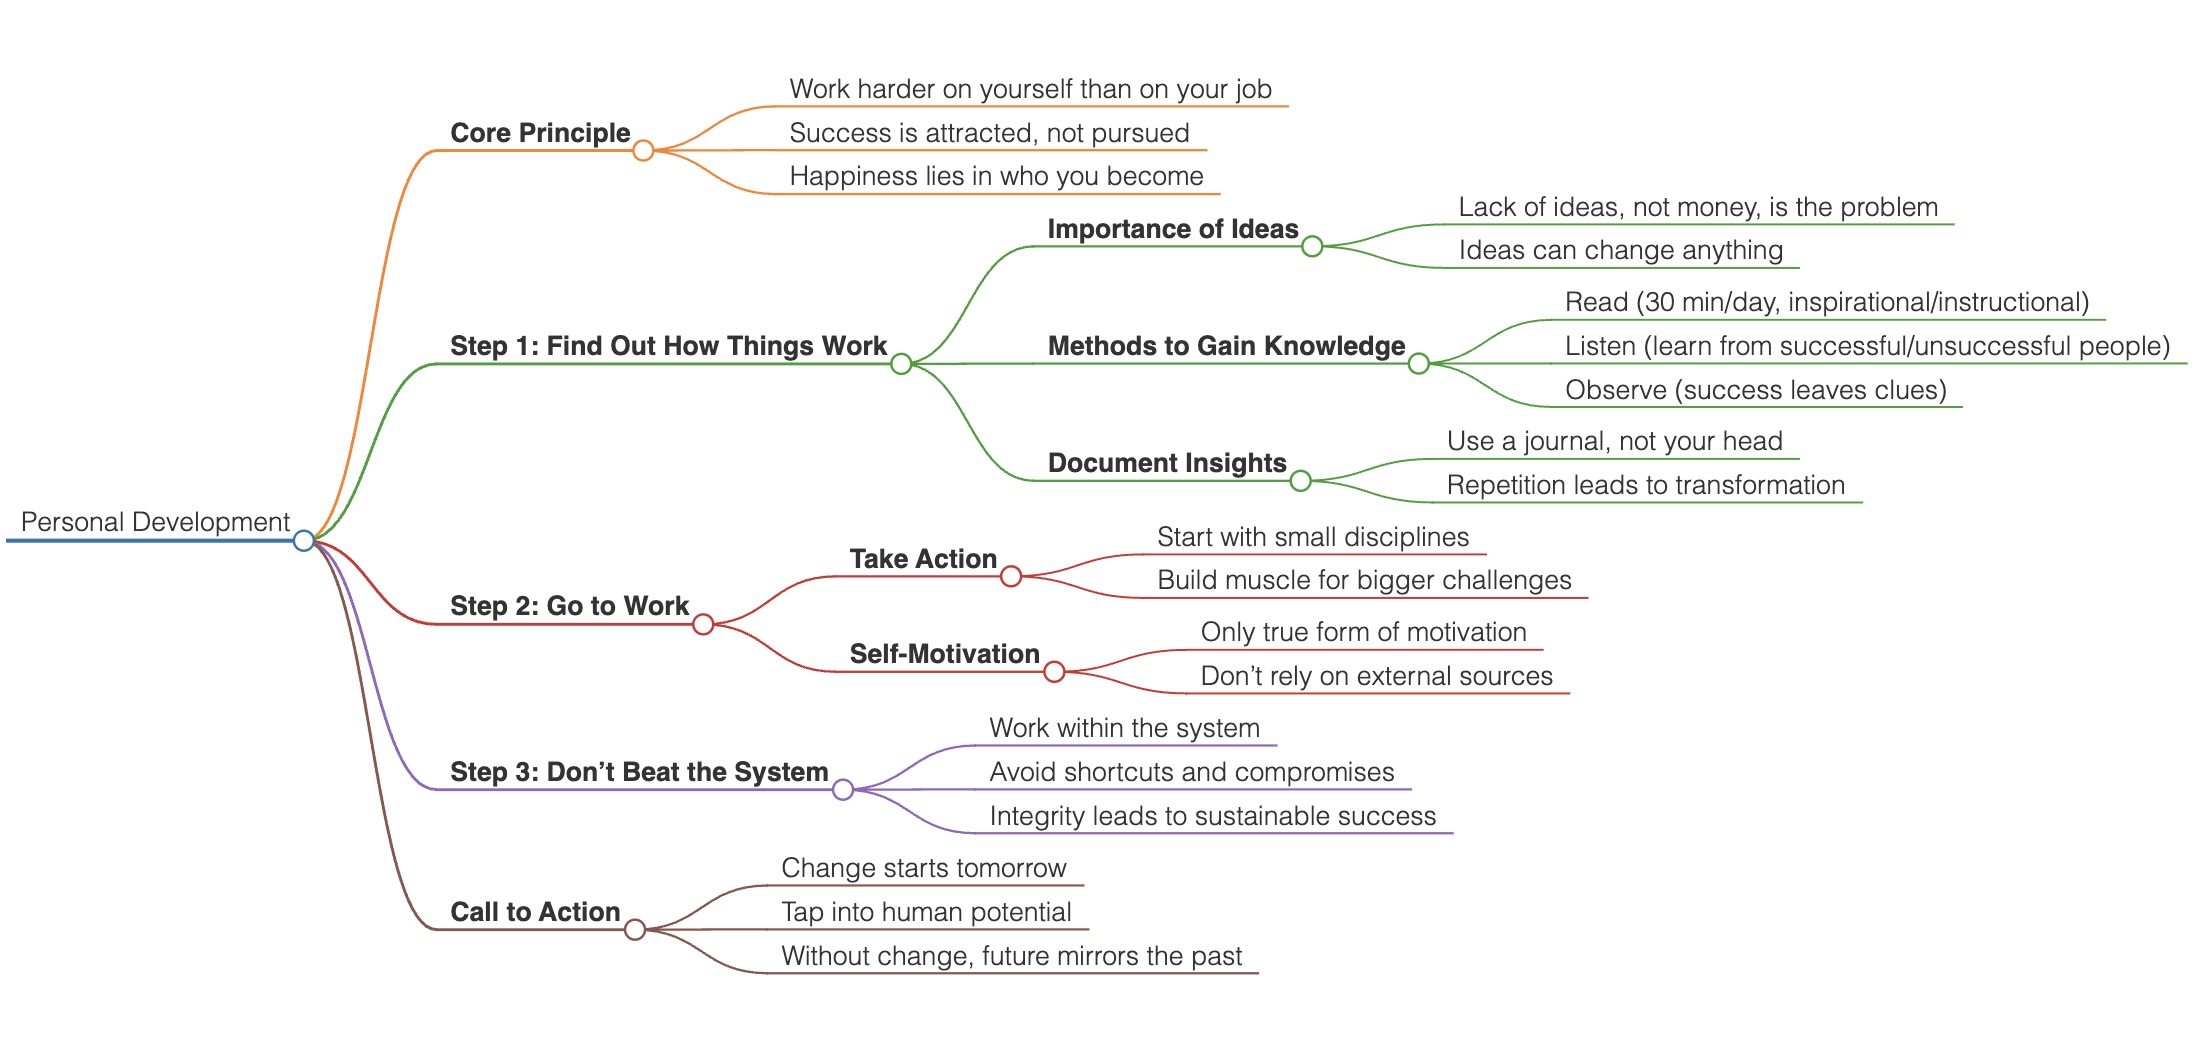 Personal Development
Core Principle
Work harder on yourself than on your job
Success is attracted, not pursued
Happiness lies in who you become
Step 1: Find Out How Things Work
Importance of Ideas
Lack of ideas, not money, is the problem
Ideas can change anything
Methods to Gain Knowledge
Read (30 min/day, inspirational/instructional)
Listen (learn from successful/unsuccessful people)
Observe (success leaves clues)
Document Insights
Use a journal, not your head
Repetition leads to transformation
Step 2: Go to Work
Take Action
Start with small disciplines
Build muscle for bigger challenges
Self-Motivation
Only true form of motivation
Don’t rely on external sources
Step 3: Don’t Beat the System
Work within the system
Avoid shortcuts and compromises
Integrity leads to sustainable success
Call to Action
Change starts tomorrow
Tap into human potential
Without change, future mirrors the past